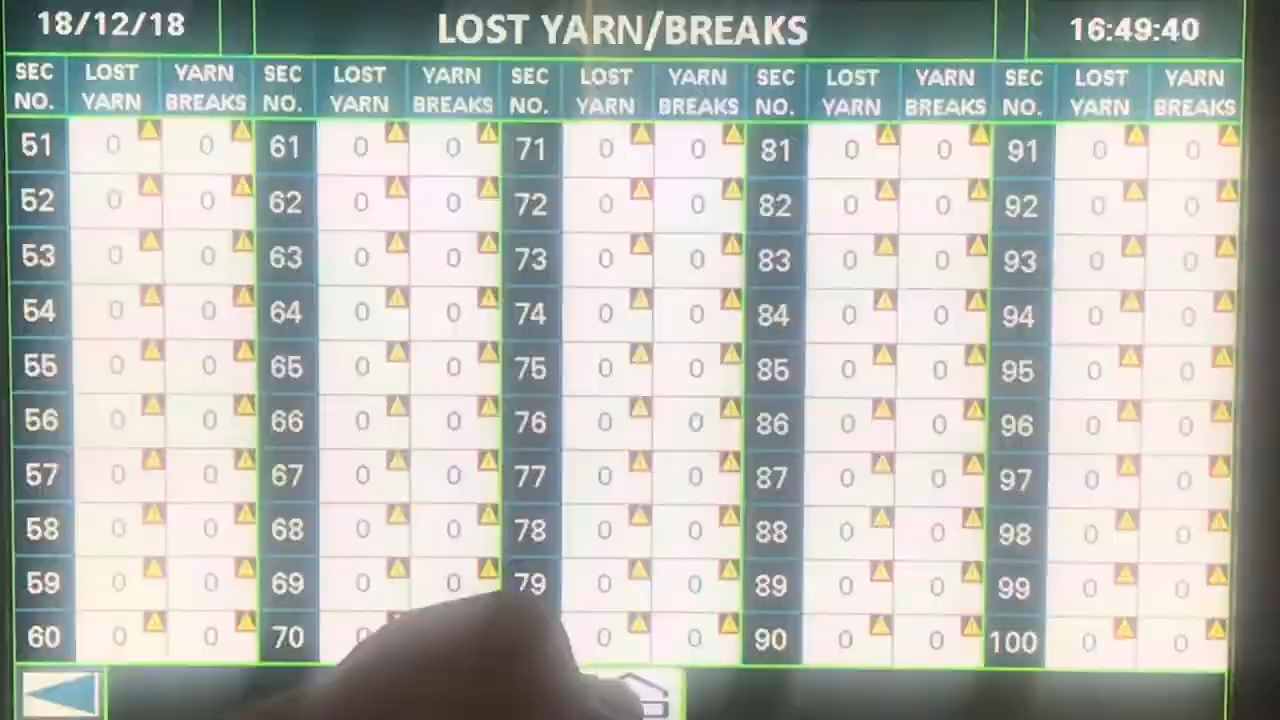 18/12/18 LOST YARN/BREAKS 16:49:40
SEC NO. LOST YARN YARN BREAKS SEC NO. LOST YARN YARN BREAKS SEC NO. LOST YARN YARN BREAKS SEC NO. LOST YARN YARN BREAKS SEC NO. LOST YARN YARN BREAKS
51 0 0 61 0 0 71 0 0 81 0 0 91 0 0
52 0 0 62 0 0 72 0 0 82 0 0 92 0 0
53 0 0 63 0 0 73 0 0 83 0 0 93 0 0
54 0 0 64 0 0 74 0 0 84 0 0 94 0 0
55 0 0 65 0 0 75 0 0 85 0 0 95 0 0
56 0 0 66 0 0 76 0 0 86 0 0 96 0 0
57 0 0 67 0 0 77 0 0 87 0 0 97 0 0
58 0 0 68 0 0 78 0 0 88 0 0 98 0 0
59 0 0 69 0 0 79 0 0 89 0 0 99 0 0
60 0 0 70 0 0 0 90 0 0 100 0 0